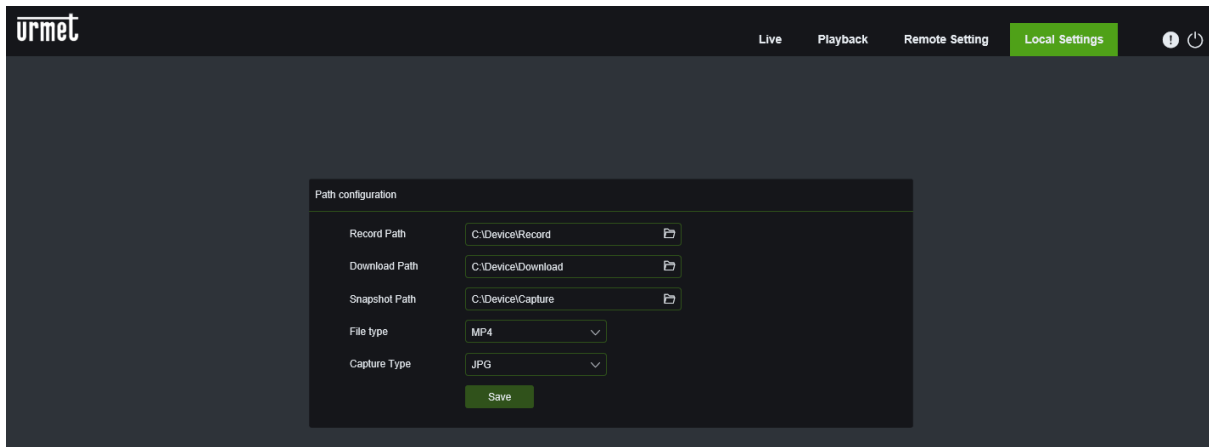 urmet
Live Playback Remote Setting Local Settings
Path configuration
Record Path C:\Device\Record
Download Path C:\Device\Download
Snapshot Path C:\Device\Capture
File type MP4
Capture Type JPG
Save